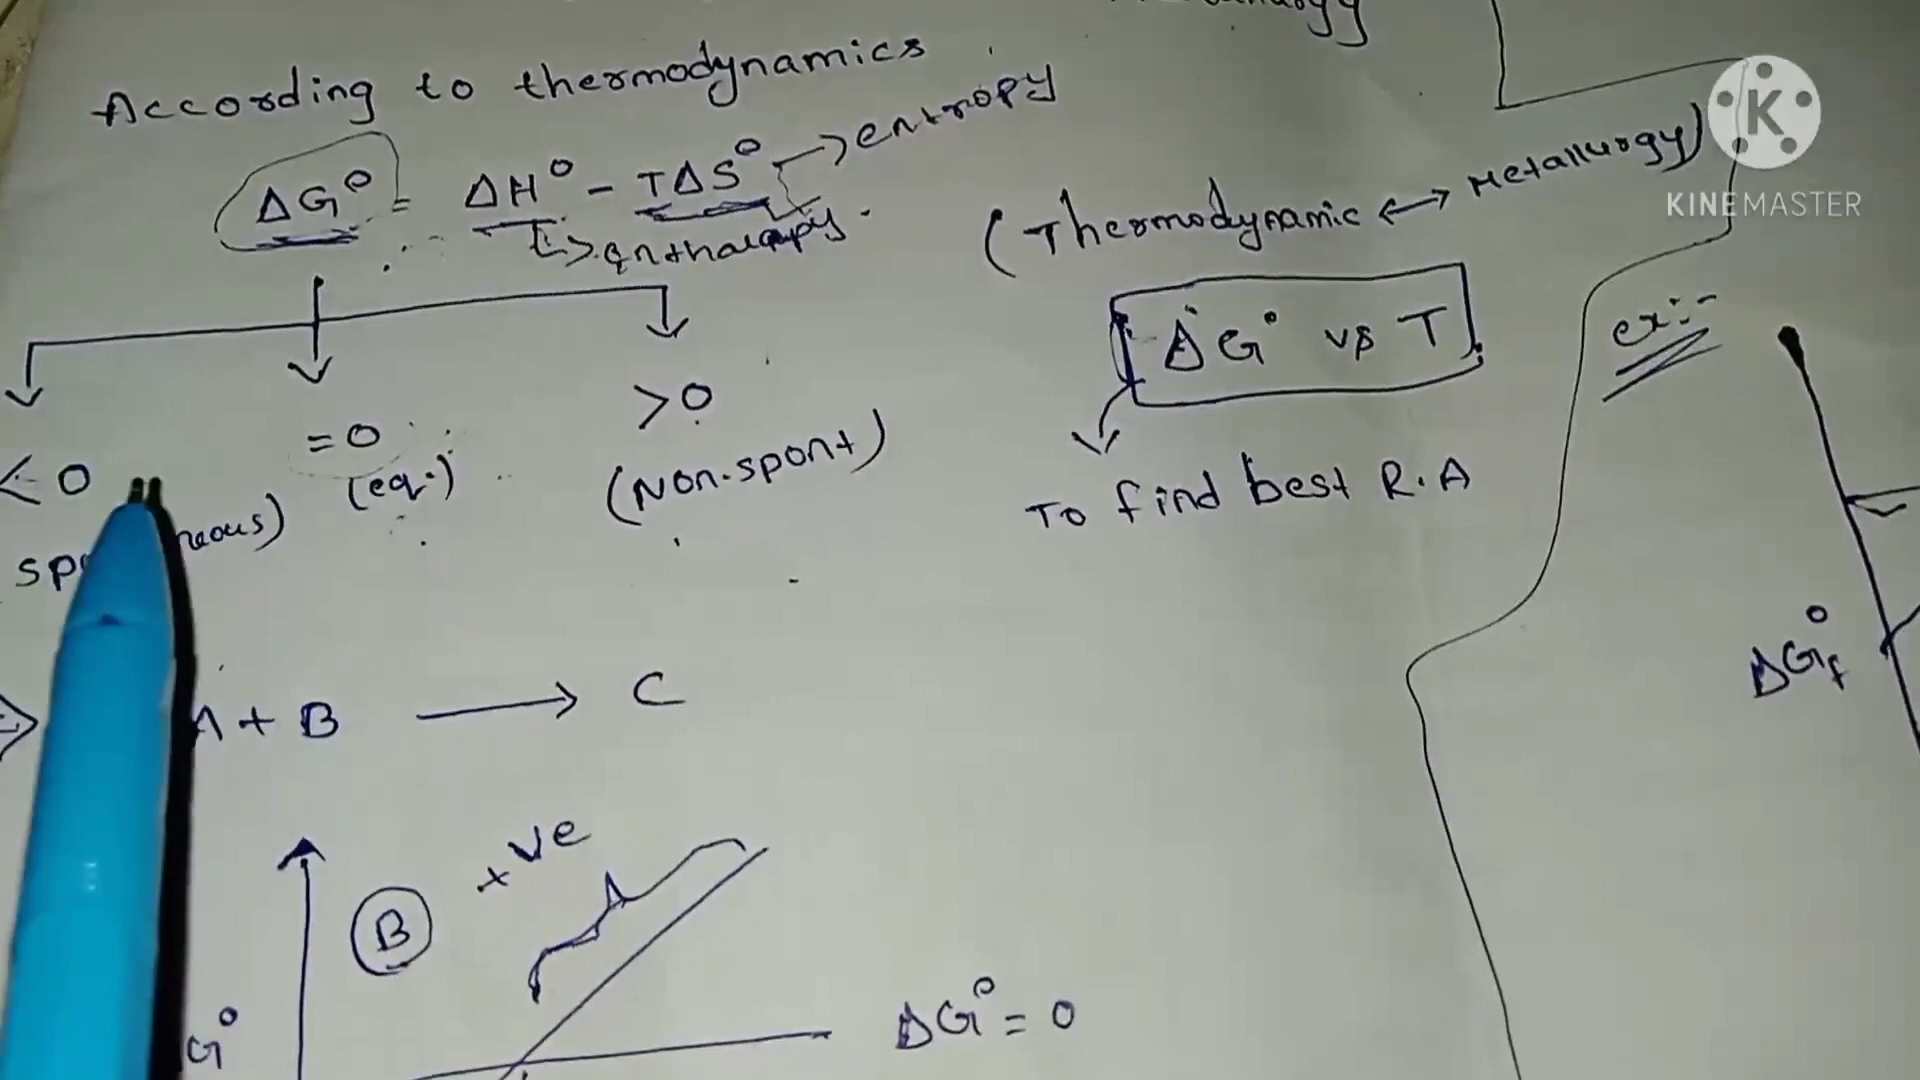 According to thermodynamics
ΔG° = ΔH° - TΔS° → entropy
enthalpy
(Thermodynamic ↔ Metallurgy)
K
KINEMASTER
ΔG° vs T
ex:-
< 0
= 0
> 0
(eq.)
(Non.spont)
To find best R.A
ΔG°f
A + B → C
+ve
B
G°
ΔG° = 0